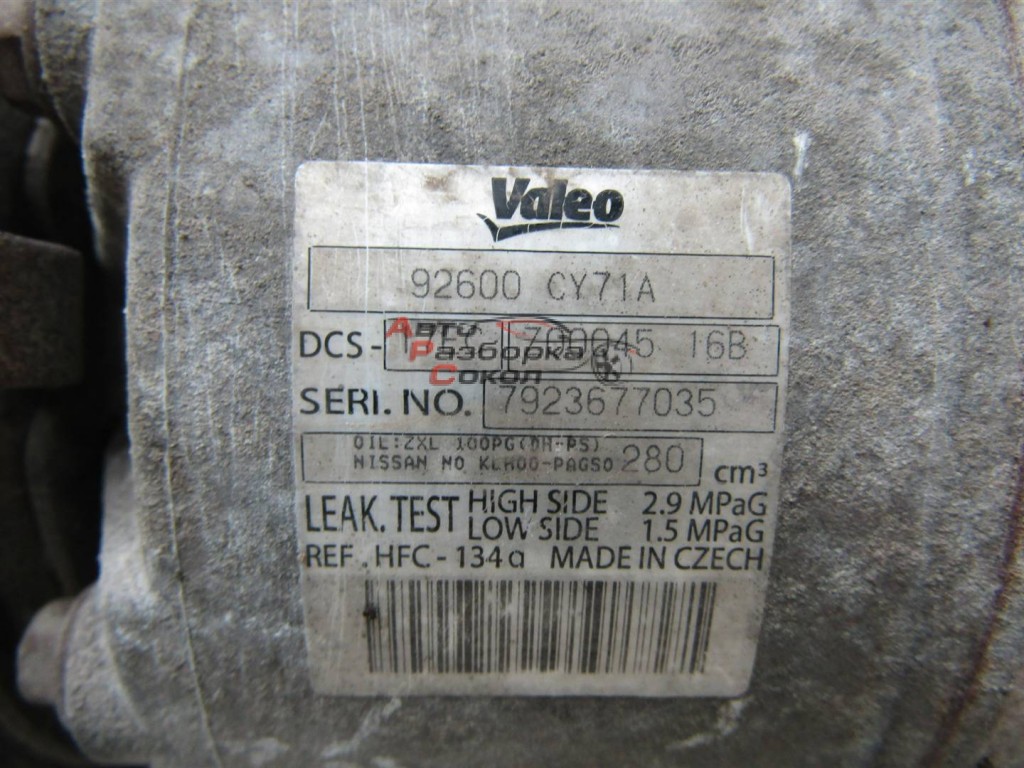 Valeo
92600 CY71A
DCS- 700045 16B
Авто
Разборка
Сокол
SERI. NO. 7923677035
OIL:ZXL 100PG(DH-PS)
NISSAN NO KLH00-PAGS0 280 cm³
LEAK. TEST HIGH SIDE 2.9 MPaG
LOW SIDE 1.5 MPaG
REF. HFC-134a MADE IN CZECH